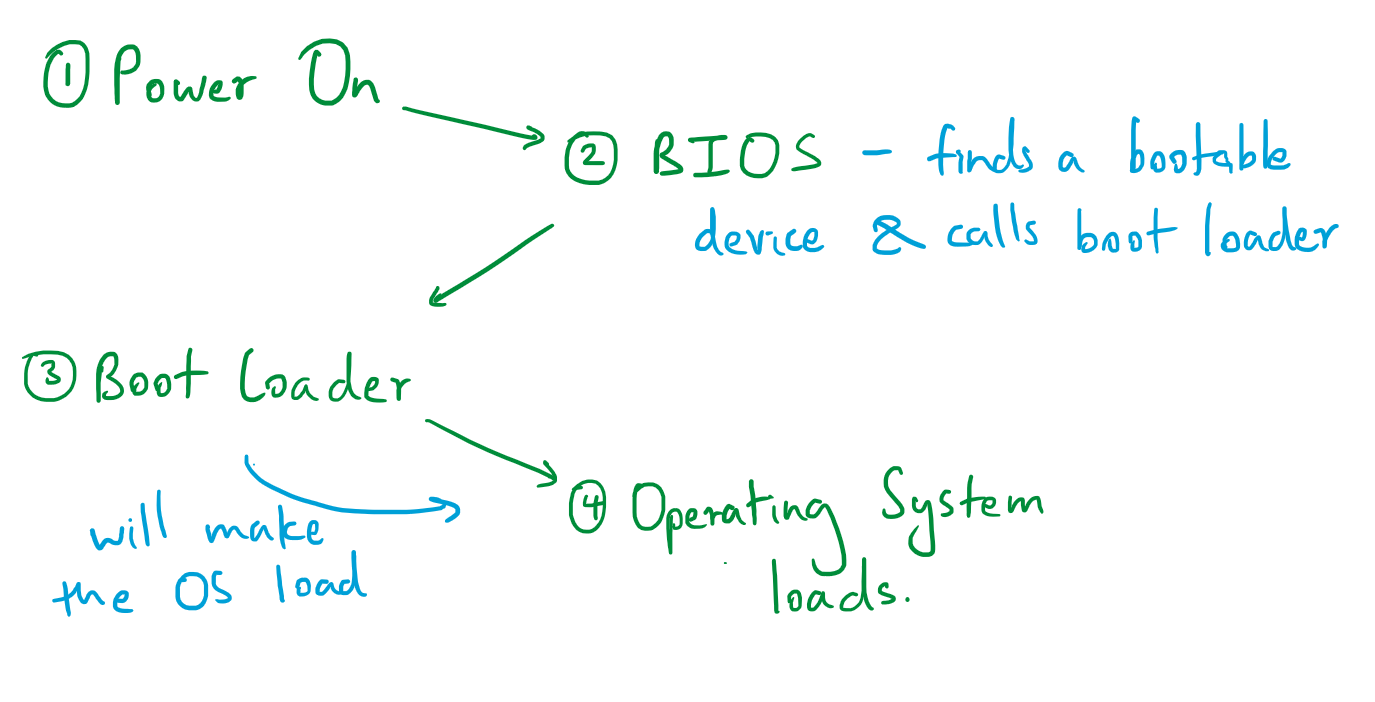 ① Power On
② BIOS - finds a bootable
device & calls boot loader
③ Boot Loader
will make
the OS load
④ Operating System
loads.